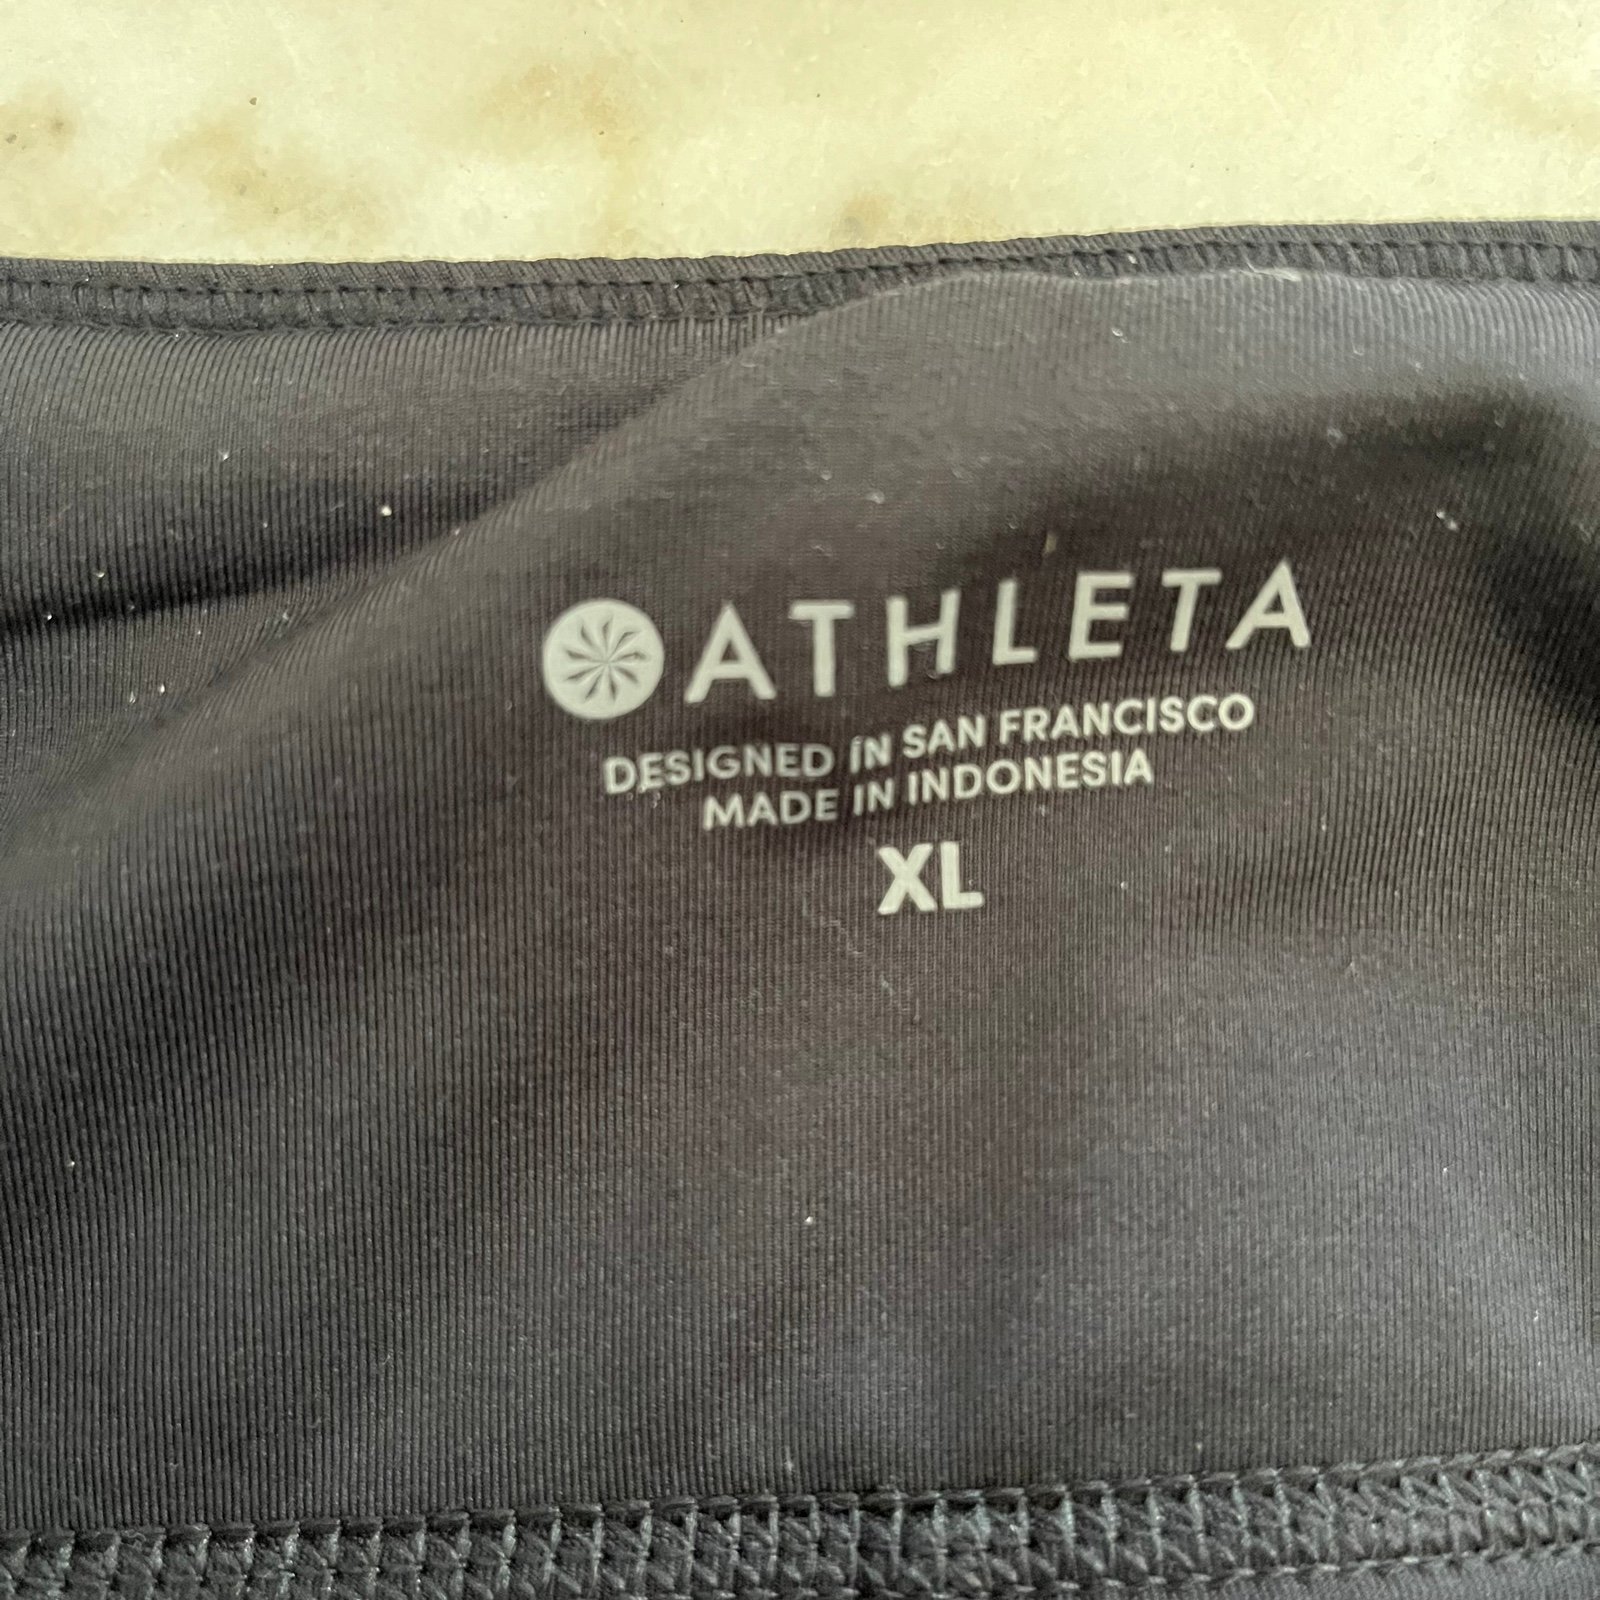 ATHLETA
DESIGNED IN SAN FRANCISCO
MADE IN INDONESIA
XL